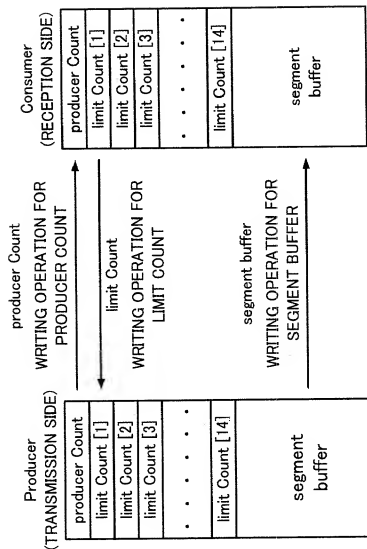 Producer
(TRANSMISSION SIDE)
producer Count
limit Count [1]
limit Count [2]
limit Count [3]
· · · · · ·
limit Count [14]
segment
buffer
producer Count
WRITING OPERATION FOR
PRODUCER COUNT
limit Count
WRITING OPERATION FOR
LIMIT COUNT
segment buffer
WRITING OPERATION FOR
SEGMENT BUFFER
Consumer
(RECEPTION SIDE)
producer Count
limit Count [1]
limit Count [2]
limit Count [3]
· · · · · ·
limit Count [14]
segment
buffer